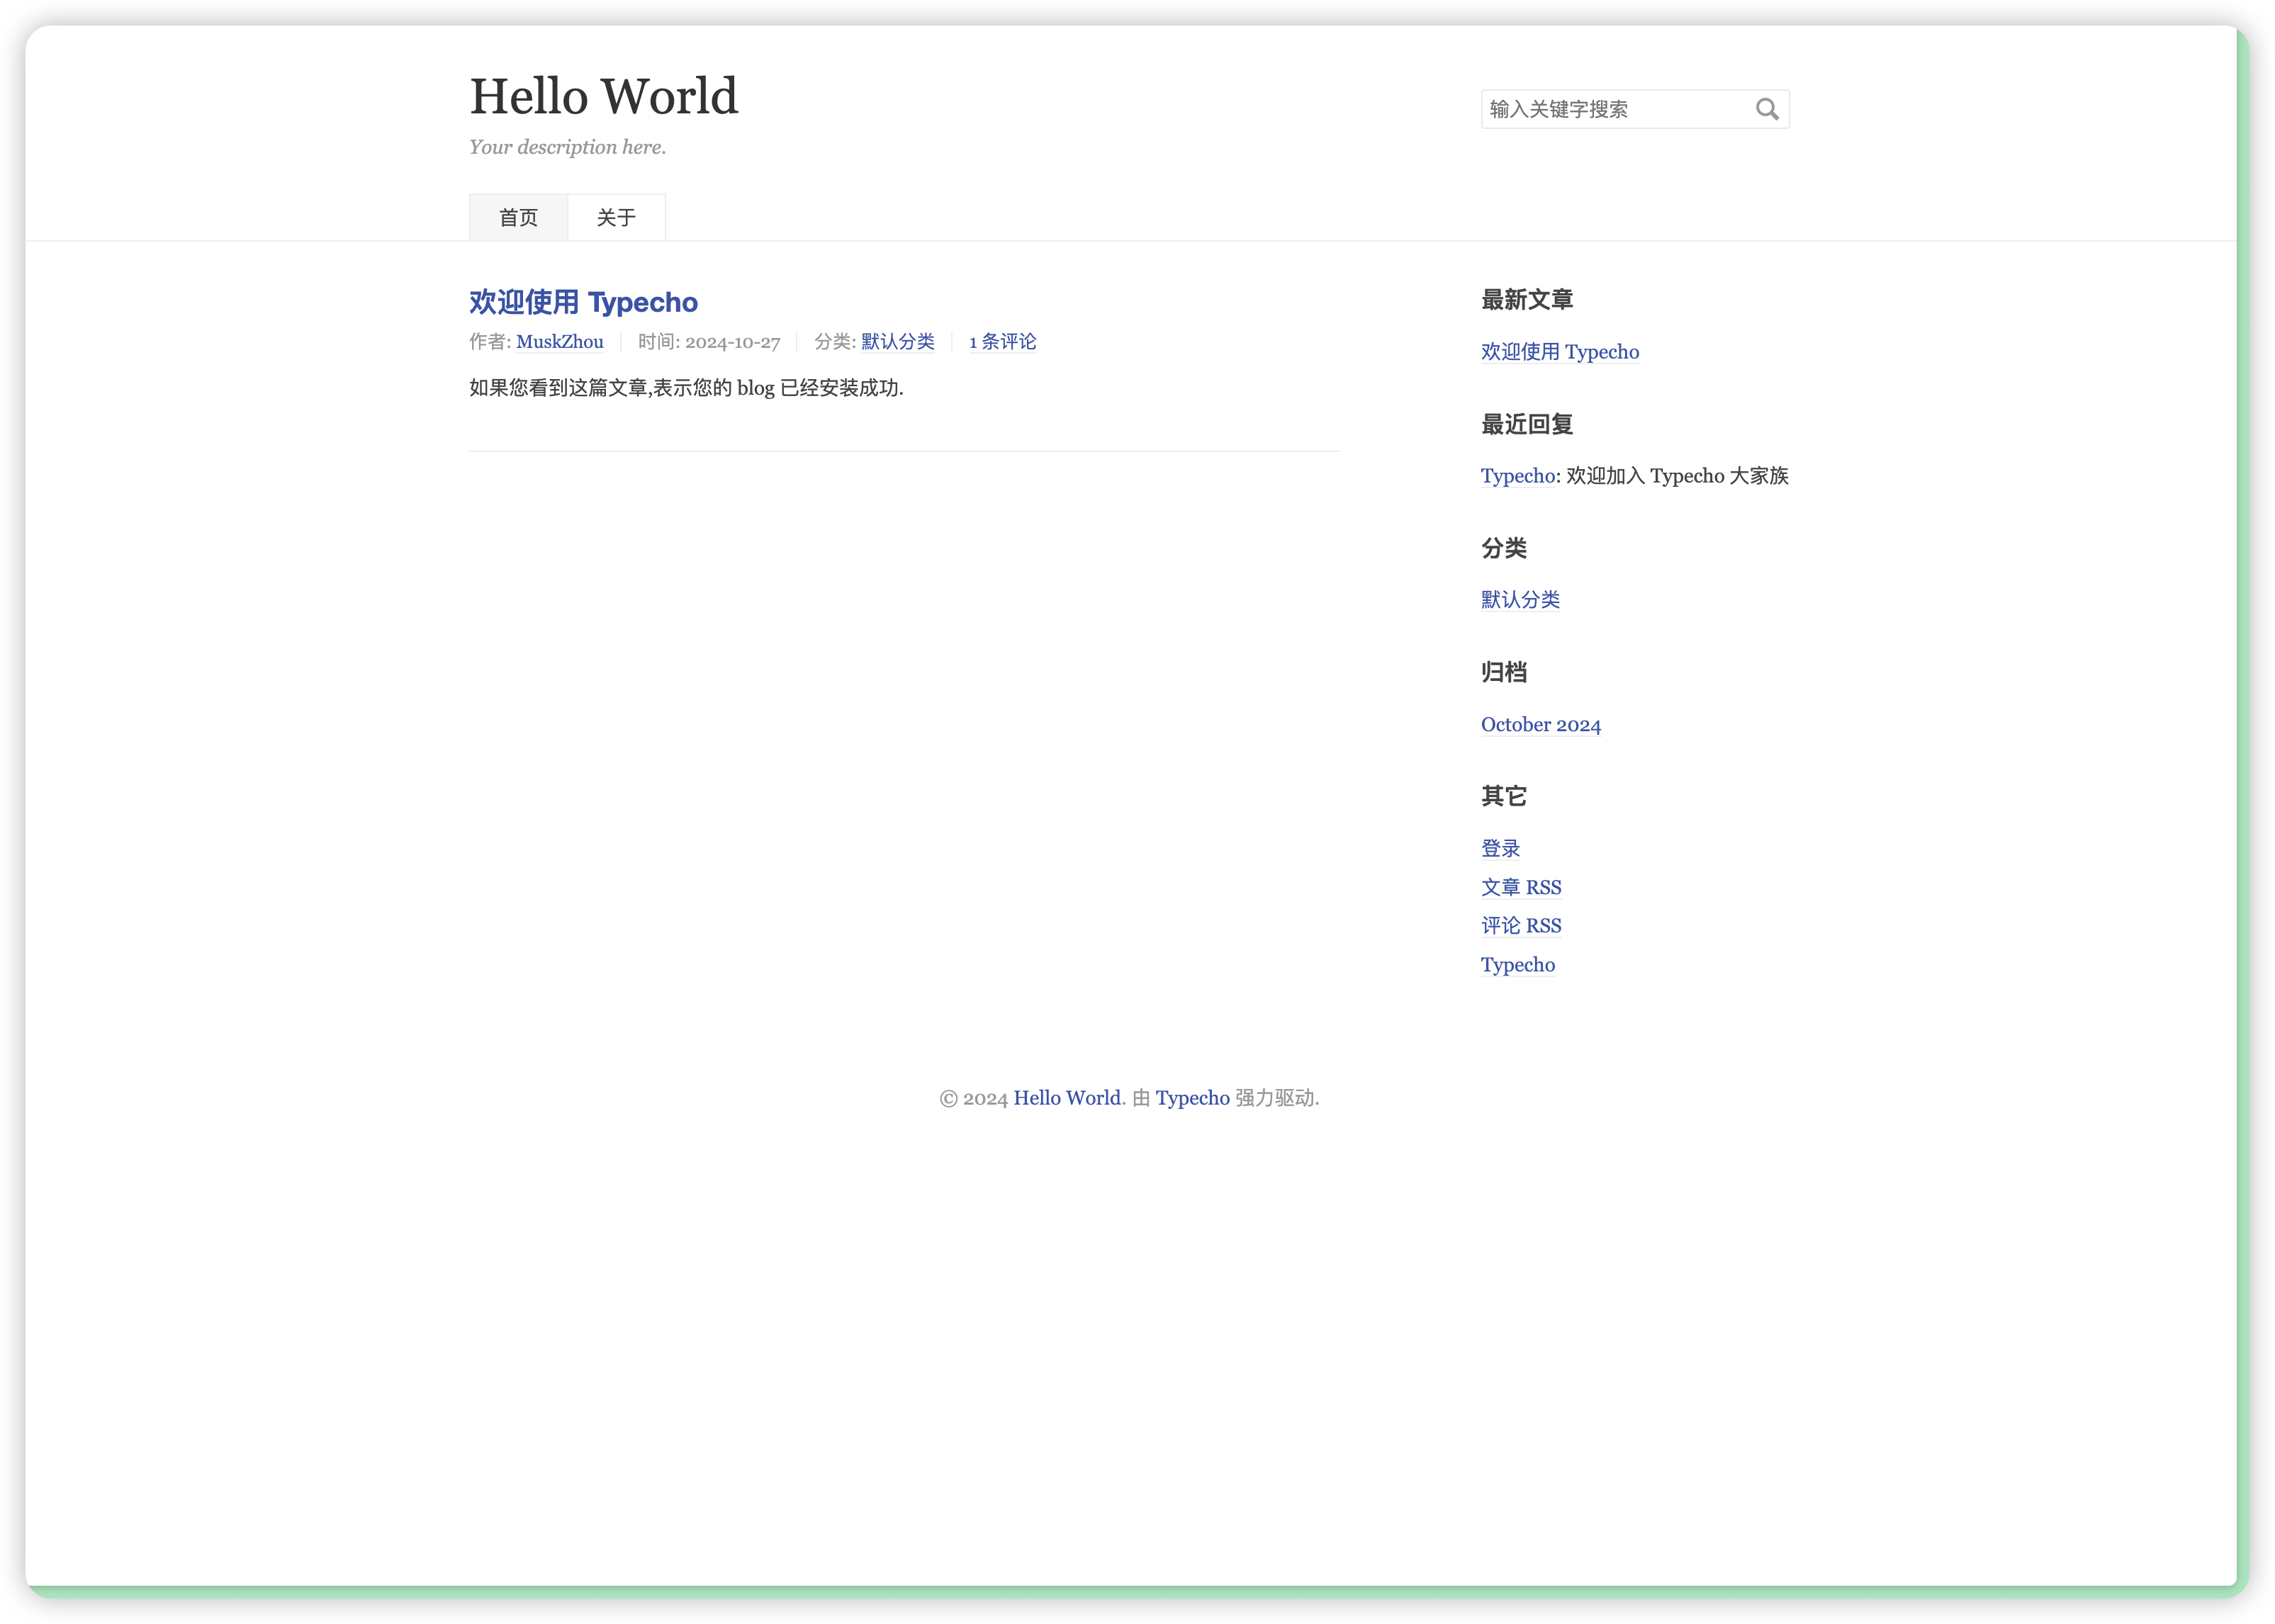 Hello World
Your description here.
输入关键字搜索
首页 关于
欢迎使用 Typecho
作者: MuskZhou 时间: 2024-10-27 分类: 默认分类 1 条评论
如果您看到这篇文章,表示您的 blog 已经安装成功.
最新文章
欢迎使用 Typecho
最近回复
Typecho: 欢迎加入 Typecho 大家族
分类
默认分类
归档
October 2024
其它
登录
文章 RSS
评论 RSS
Typecho
© 2024 Hello World. 由 Typecho 强力驱动.